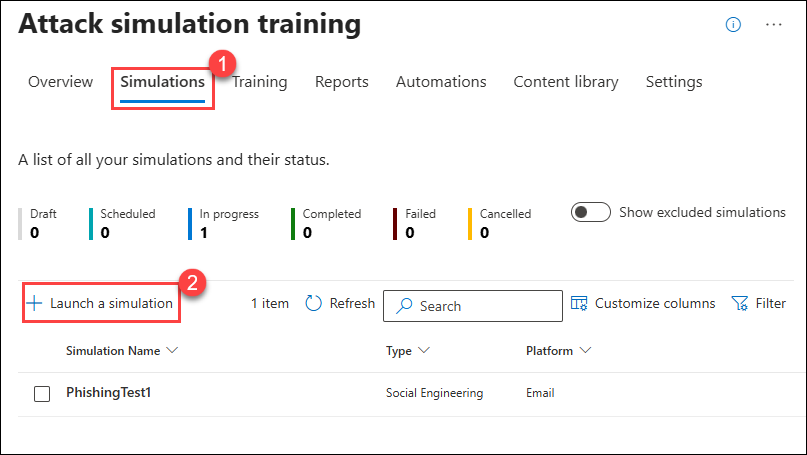 Attack simulation training
1
Overview Simulations Training Reports Automations Content library Settings
A list of all your simulations and their status.
Draft Scheduled In progress Completed Failed Cancelled
0 0 1 0 0 0
Show excluded simulations
2
Launch a simulation 1 item Refresh Search Customize columns Filter
Simulation Name Type Platform
PhishingTest1 Social Engineering Email